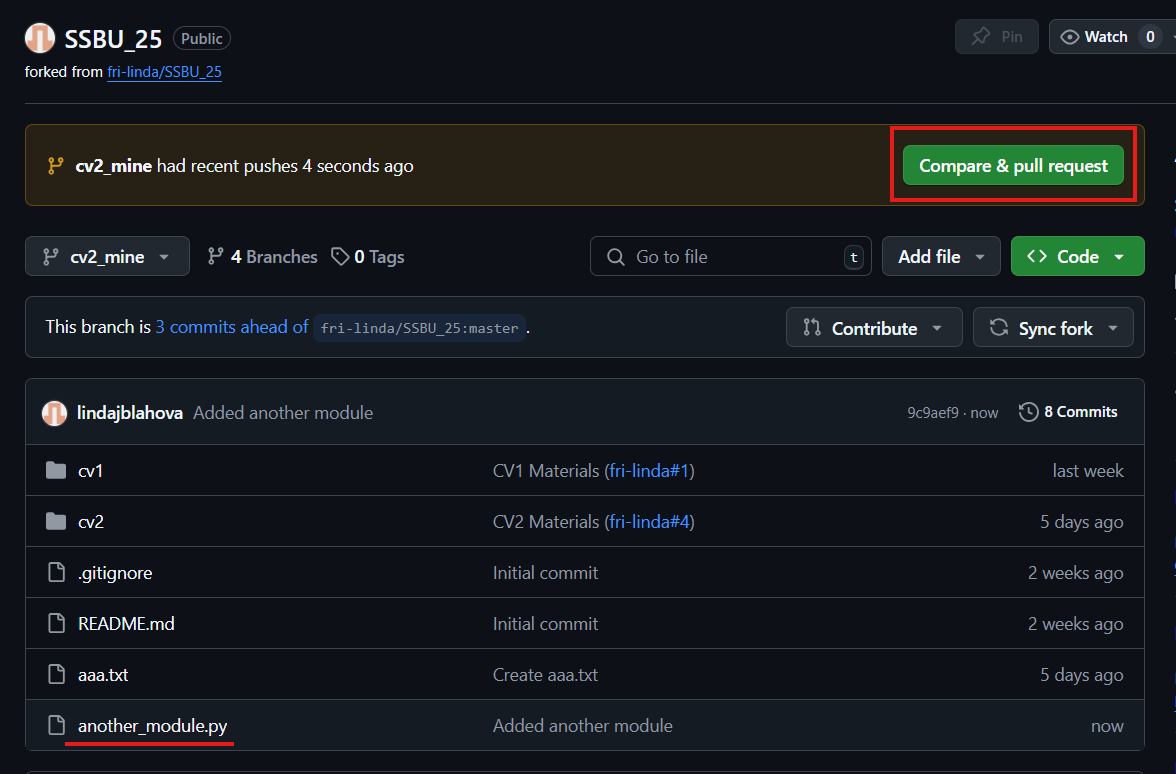 SSBU_25 Public Pin Watch 0
forked from fri-linda/SSBU_25
cv2_mine had recent pushes 4 seconds ago Compare & pull request
cv2_mine 4 Branches 0 Tags Go to file t Add file <> Code
This branch is 3 commits ahead of fri-linda/SSBU_25:master . Contribute Sync fork
lindajblahova Added another module 9c9aef9 · now 8 Commits
cv1 CV1 Materials (fri-linda#1) last week
cv2 CV2 Materials (fri-linda#4) 5 days ago
.gitignore Initial commit 2 weeks ago
README.md Initial commit 2 weeks ago
aaa.txt Create aaa.txt 5 days ago
another_module.py Added another module now